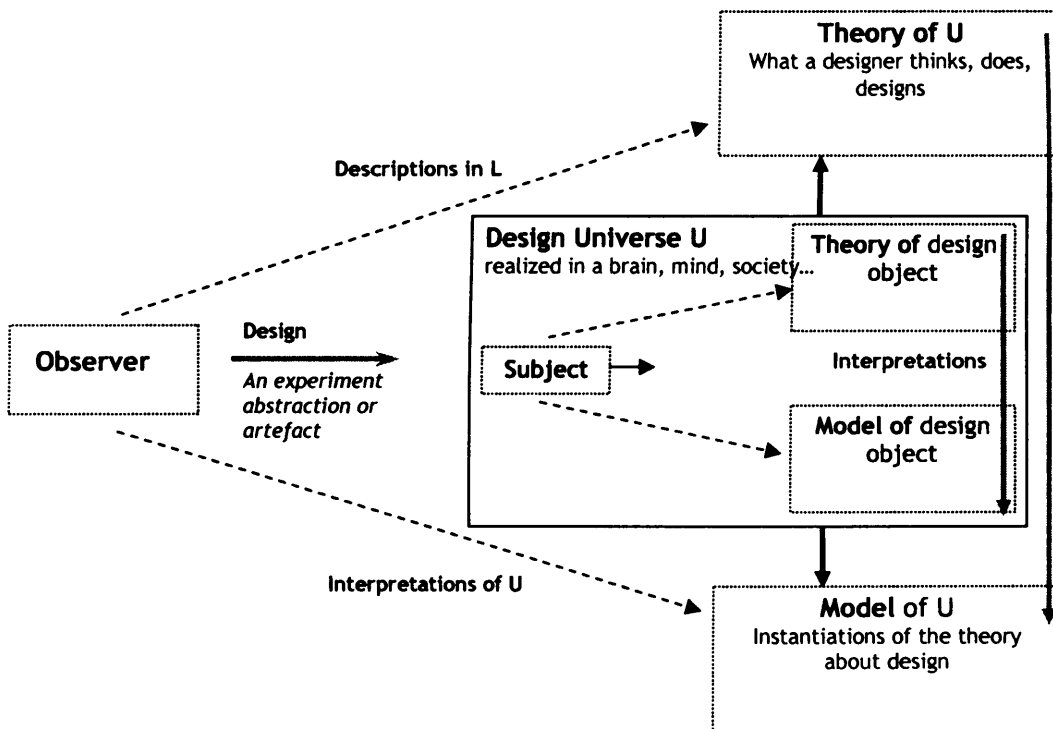 Theory of U
What a designer thinks, does,
designs
Descriptions in L
Design Universe U
realized in a brain, mind, society...
Theory of design
object
Observer
Design
An experiment
abstraction or
artefact
Subject
Interpretations
Model of design
object
Interpretations of U
Model of U
Instantiations of the theory
about design